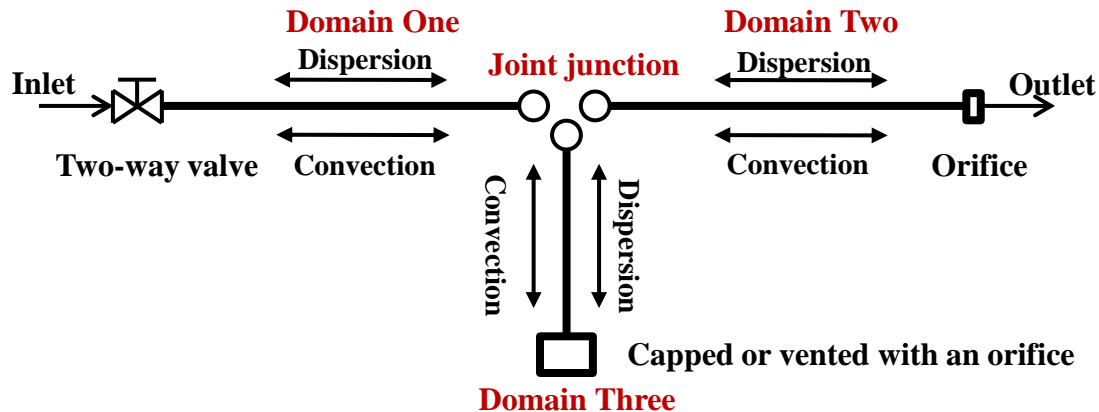 Domain One
Domain Two
Dispersion
Joint junction
Dispersion
Inlet
Outlet
Two-way valve
Convection
Convection
Orifice
Convection
Dispersion
Capped or vented with an orifice
Domain Three